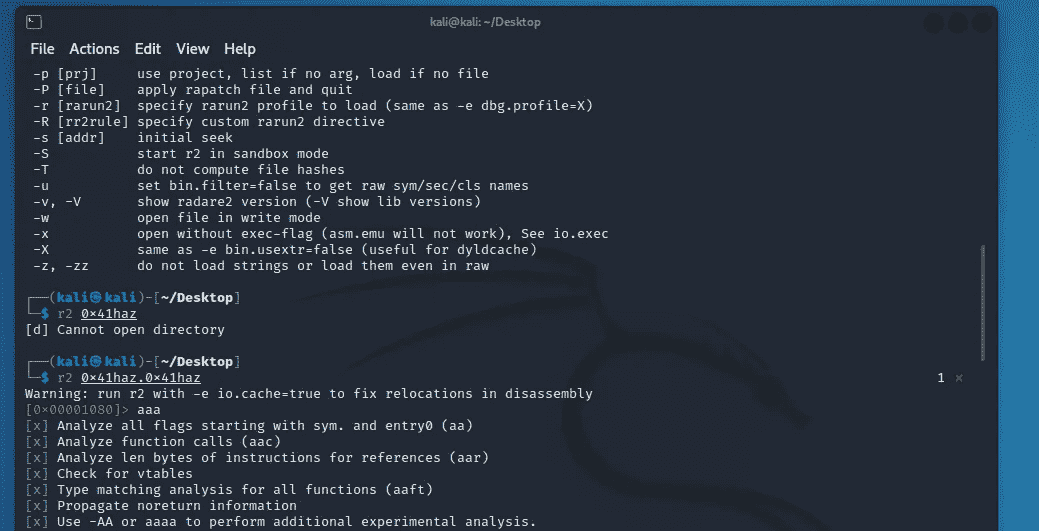 kali@kali: ~/Desktop
File Actions Edit View Help
-p [prj] use project, list if no arg, load if no file
-P [file] apply rapatch file and quit
-r [rarun2] specify rarun2 profile to load (same as -e dbg.profile=X)
-R [rr2rule] specify custom rarun2 directive
-s [addr] initial seek
-S start r2 in sandbox mode
-T do not compute file hashes
-u set bin.filter=false to get raw sym/sec/cls names
-v, -V show radare2 version (-V show lib versions)
-w open file in write mode
-x open without exec-flag (asm.emu will not work), See io.exec
-X same as -e bin.usextr=false (useful for dyldcache)
-z, -zz do not load strings or load them even in raw
┌──(kali㉿kali)-[~/Desktop]
└─$ r2 0×41haz
[d] Cannot open directory
┌──(kali㉿kali)-[~/Desktop]
└─$ r2 0×41haz.0×41haz 1 ×
Warning: run r2 with -e io.cache=true to fix relocations in disassembly
[0×00001080]> aaa
[x] Analyze all flags starting with sym. and entry0 (aa)
[x] Analyze function calls (aac)
[x] Analyze len bytes of instructions for references (aar)
[x] Check for vtables
[x] Type matching analysis for all functions (aaft)
[x] Propagate noreturn information
[x] Use -AA or aaaa to perform additional experimental analysis.